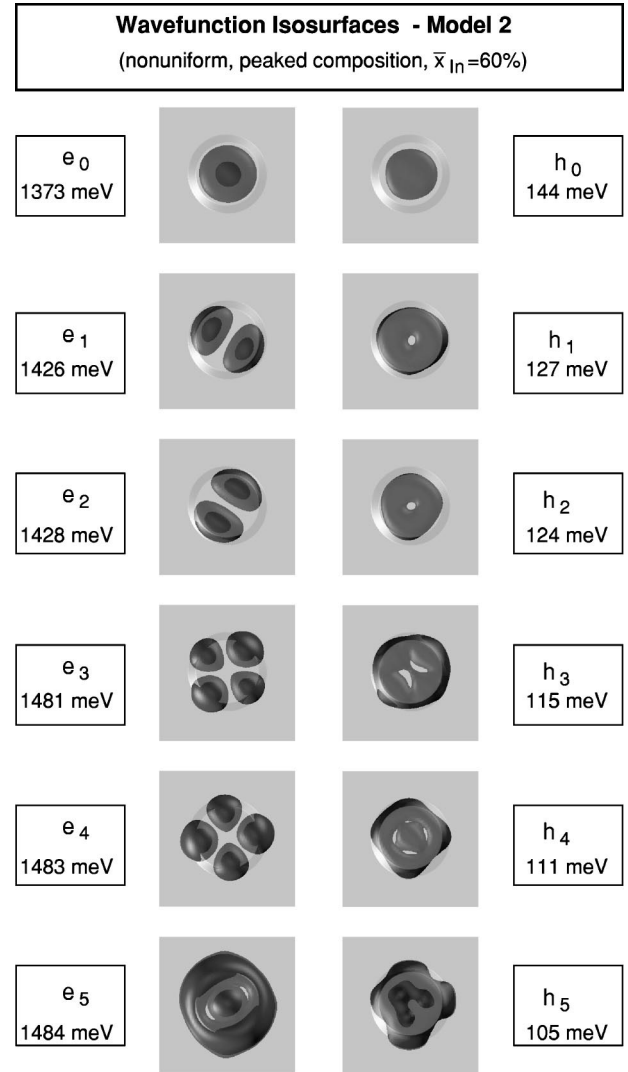 Wavefunction Isosurfaces - Model 2
(nonuniform, peaked composition, x̅ In=60%)
e0
1373 meV
h0
144 meV
e1
1426 meV
h1
127 meV
e2
1428 meV
h2
124 meV
e3
1481 meV
h3
115 meV
e4
1483 meV
h4
111 meV
e5
1484 meV
h5
105 meV